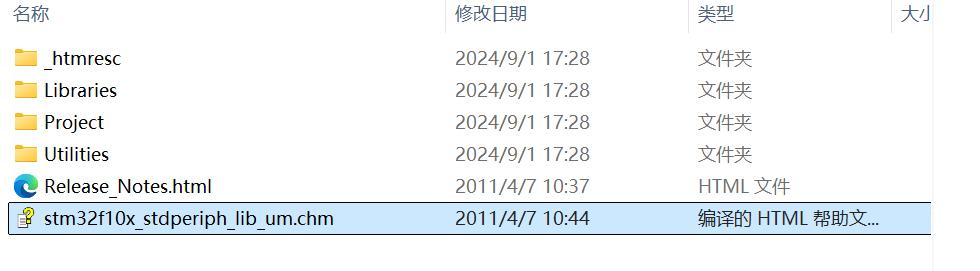 名称 修改日期 类型 大小
_htmresc 2024/9/1 17:28 文件夹
Libraries 2024/9/1 17:28 文件夹
Project 2024/9/1 17:28 文件夹
Utilities 2024/9/1 17:28 文件夹
Release_Notes.html 2011/4/7 10:37 HTML 文件
stm32f10x_stdperiph_lib_um.chm 2011/4/7 10:44 编译的 HTML 帮助文...